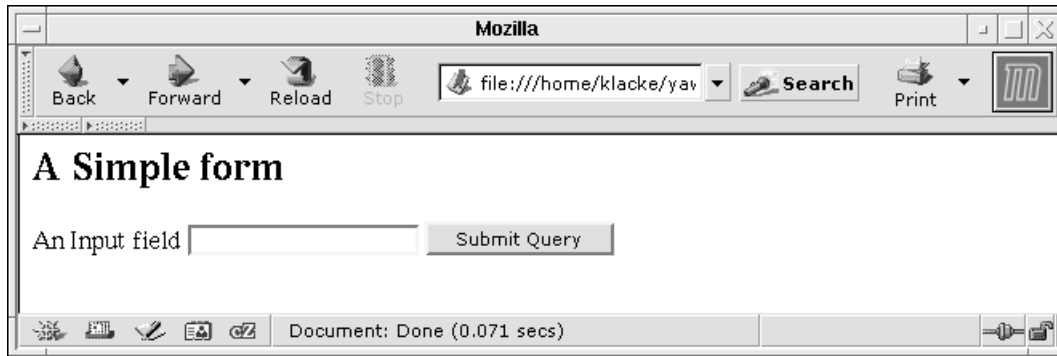 Mozilla
Back Forward Reload Stop file:///home/klacke/yav Search Print
A Simple form
An Input field Submit Query
Document: Done (0.071 secs)